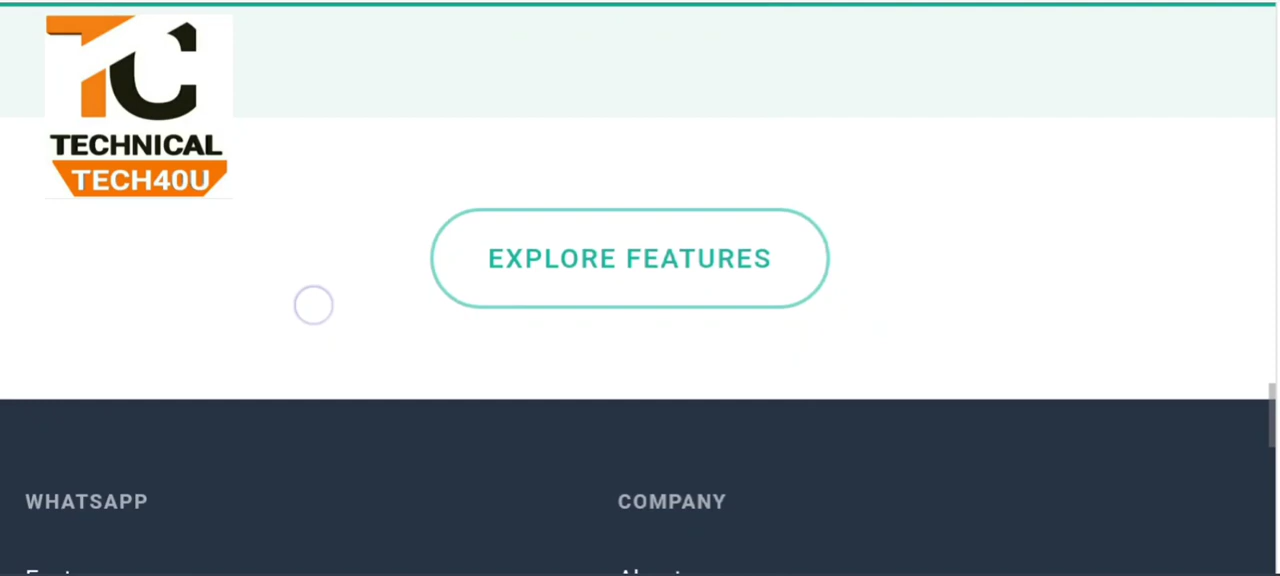 TC
TECHNICAL
TECH40U
EXPLORE FEATURES
WHATSAPP
COMPANY